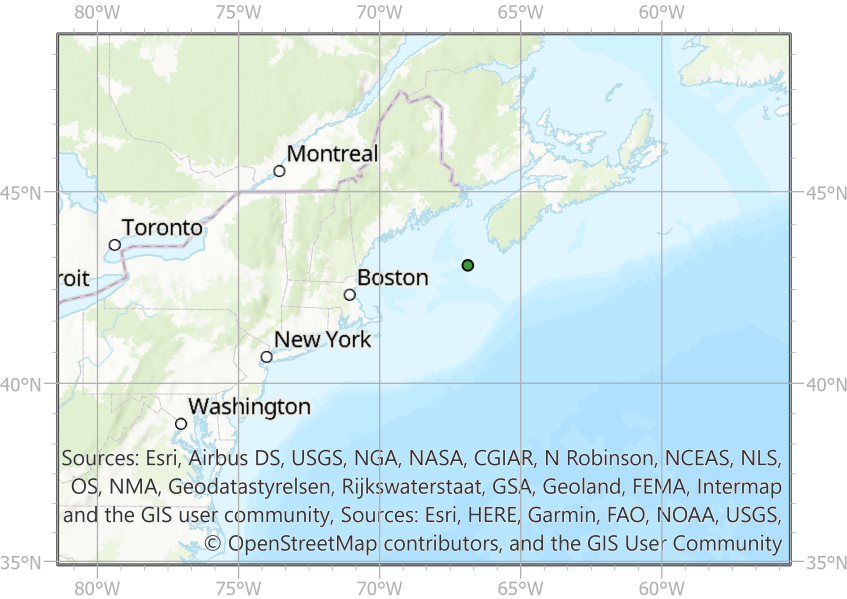 80°W 75°W 70°W 65°W 60°W
Montreal
45°N 45°N
Toronto
roit
Boston
New York
40°N 40°N
Washington
Sources: Esri, Airbus DS, USGS, NGA, NASA, CGIAR, N Robinson, NCEAS, NLS,
OS, NMA, Geodatastyrelsen, Rijkswaterstaat, GSA, Geoland, FEMA, Intermap
and the GIS user community, Sources: Esri, HERE, Garmin, FAO, NOAA, USGS,
© OpenStreetMap contributors, and the GIS User Community
35°N 35°N
80°W 75°W 70°W 65°W 60°W